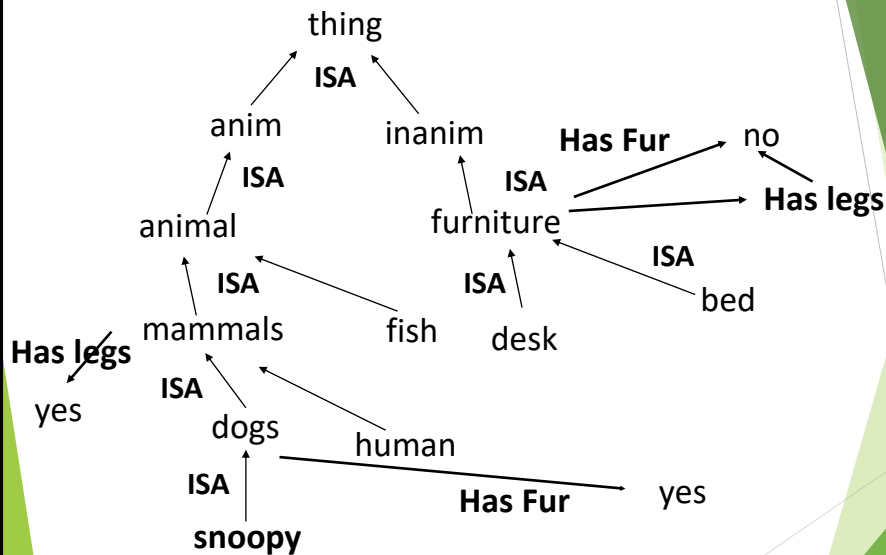 thing
ISA
anim
inanim
Has Fur
no
ISA
ISA
Has legs
animal
furniture
ISA
ISA
ISA
bed
mammals
fish
desk
Has legs
ISA
yes
dogs
human
ISA
Has Fur
yes
snoopy